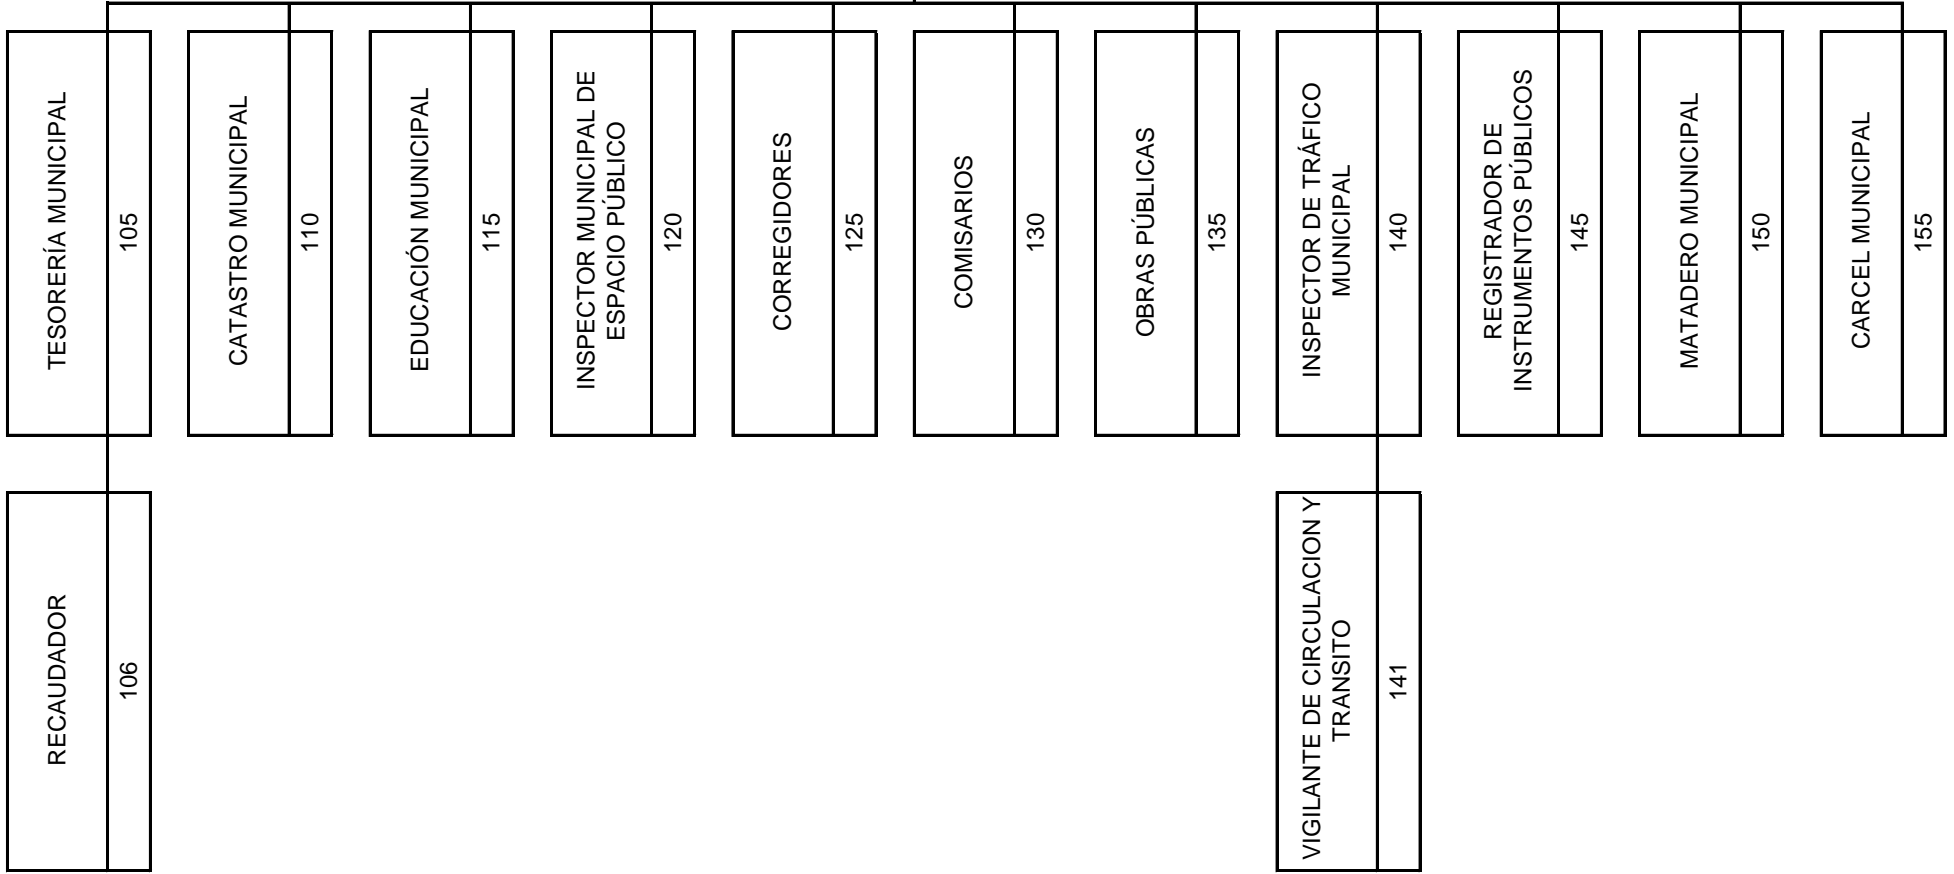 TESORERÍA MUNICIPAL
105
CATASTRO MUNICIPAL
110
EDUCACIÓN MUNICIPAL
115
INSPECTOR MUNICIPAL DE
ESPACIO PÚBLICO
120
CORREGIDORES
125
COMISARIOS
130
OBRAS PÚBLICAS
135
INSPECTOR DE TRÁFICO
MUNICIPAL
140
REGISTRADOR DE
INSTRUMENTOS PÚBLICOS
145
MATADERO MUNICIPAL
150
CARCEL MUNICIPAL
155
RECAUDADOR
106
VIGILANTE DE CIRCULACION Y
TRANSITO
141